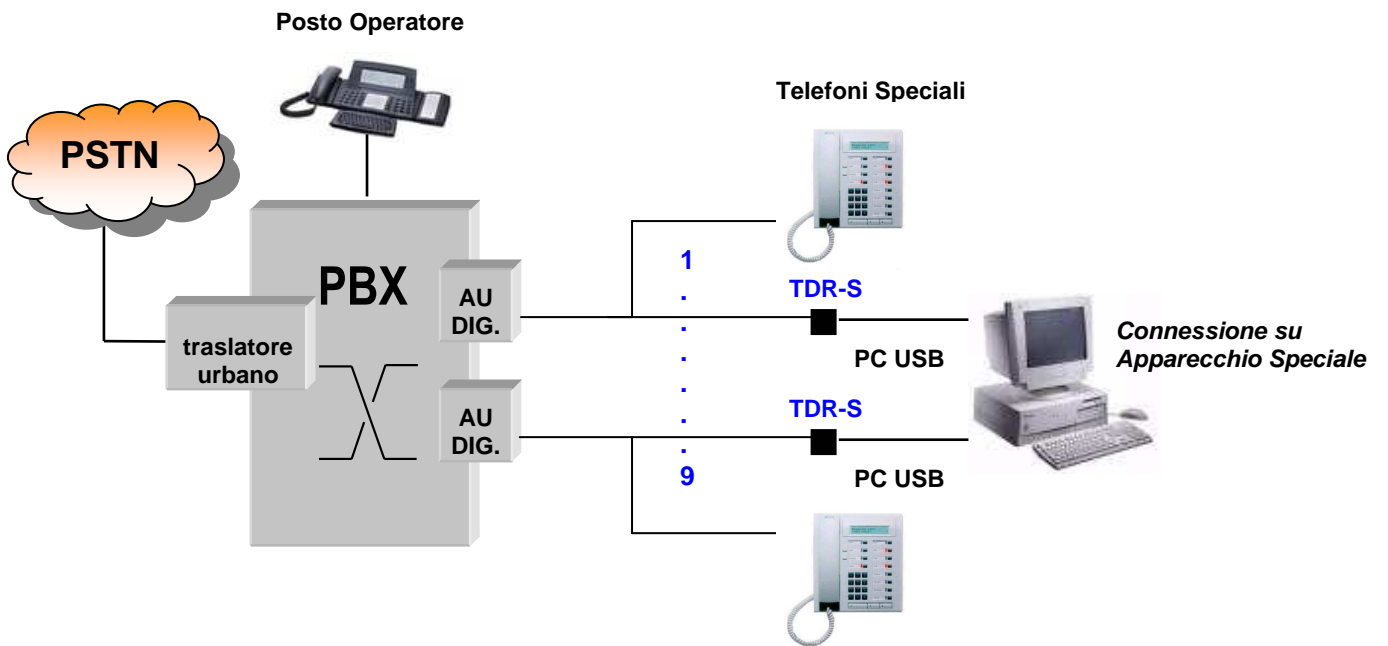 Posto Operatore
Telefoni Speciali
PSTN
PBX
AU
DIG.
traslatore
urbano
1
.
.
.
.
.
.
9
TDR-S
PC USB
Connessione su
Apparecchio Speciale
AU
DIG.
TDR-S
PC USB